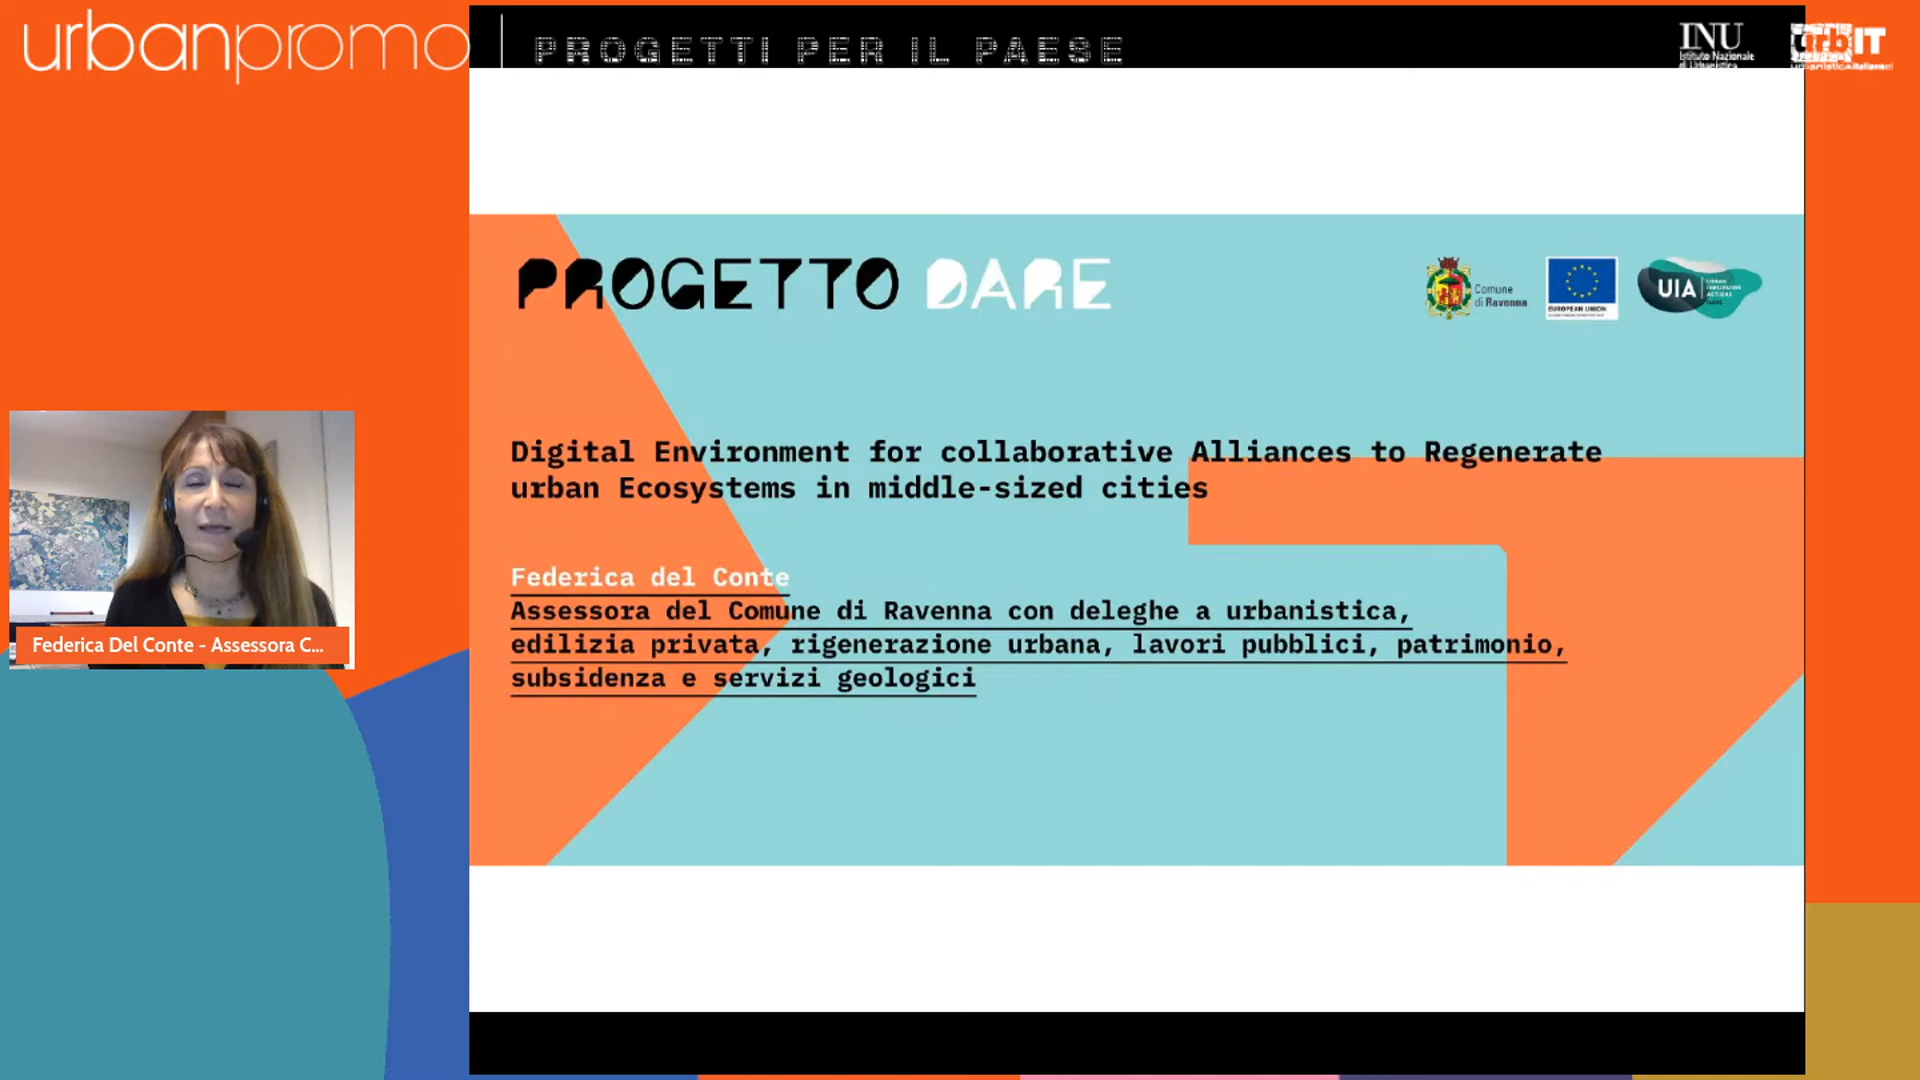 urbanpromo
PROGETTI PER IL PAESE
INU
Istituto Nazionale
di Urbanistica
urbIT
PROGETTO DARE
Comune
di Ravenna
EUROPEAN UNION
UIA
URBAN
INNOVATIVE
ACTIONS
Digital Environment for collaborative Alliances to Regenerate
urban Ecosystems in middle-sized cities
Federica del Conte
Assessora del Comune di Ravenna con deleghe a urbanistica,
edilizia privata, rigenerazione urbana, lavori pubblici, patrimonio,
subsidenza e servizi geologici
Federica Del Conte - Assessora C...